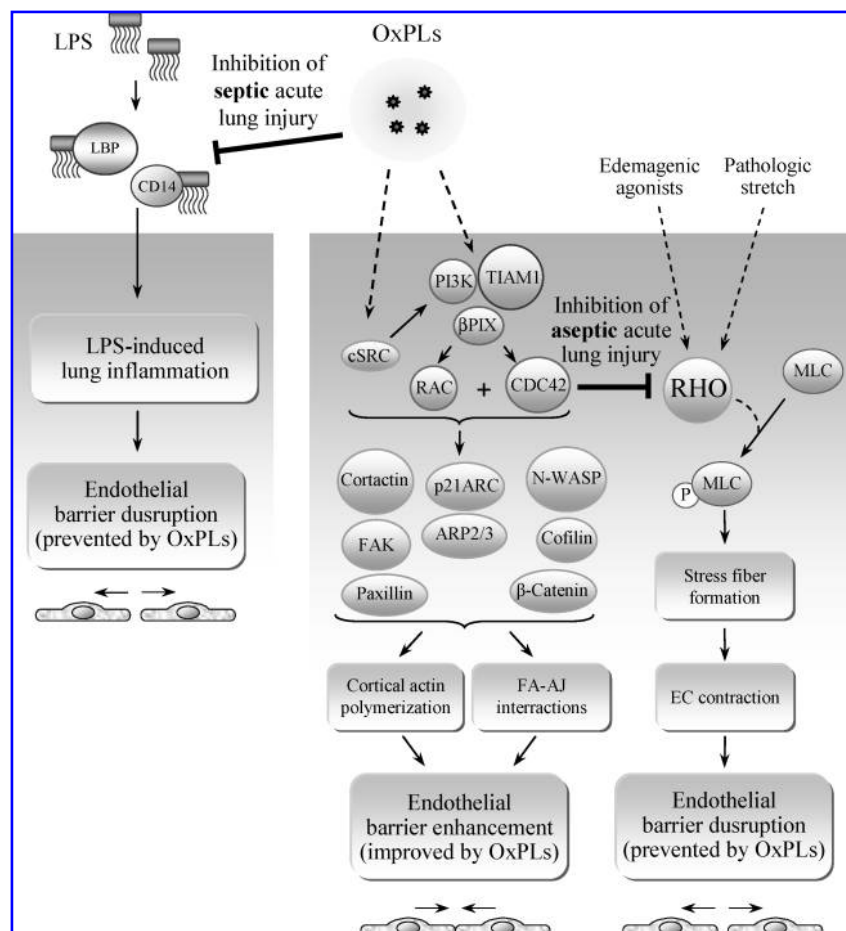 LPS
OxPLs
Inhibition of
septic acute
lung injury
LBP
CD14
Edemagenic
agonists
Pathologic
stretch
LPS-induced
lung inflammation
Endothelial
barrier dusruption
(prevented by OxPLs)
PI3K
TIAM1
βPIX
cSRC
RAC
+
CDC42
Inhibition of
aseptic acute
lung injury
RHO
MLC
P
MLC
Cortactin
p21ARC
N-WASP
FAK
ARP2/3
Cofilin
Paxillin
β-Catenin
Stress fiber
formation
Cortical actin
polymerization
FA-AJ
interractions
EC contraction
Endothelial
barrier enhancement
(improved by OxPLs)
Endothelial
barrier dusruption
(prevented by OxPLs)